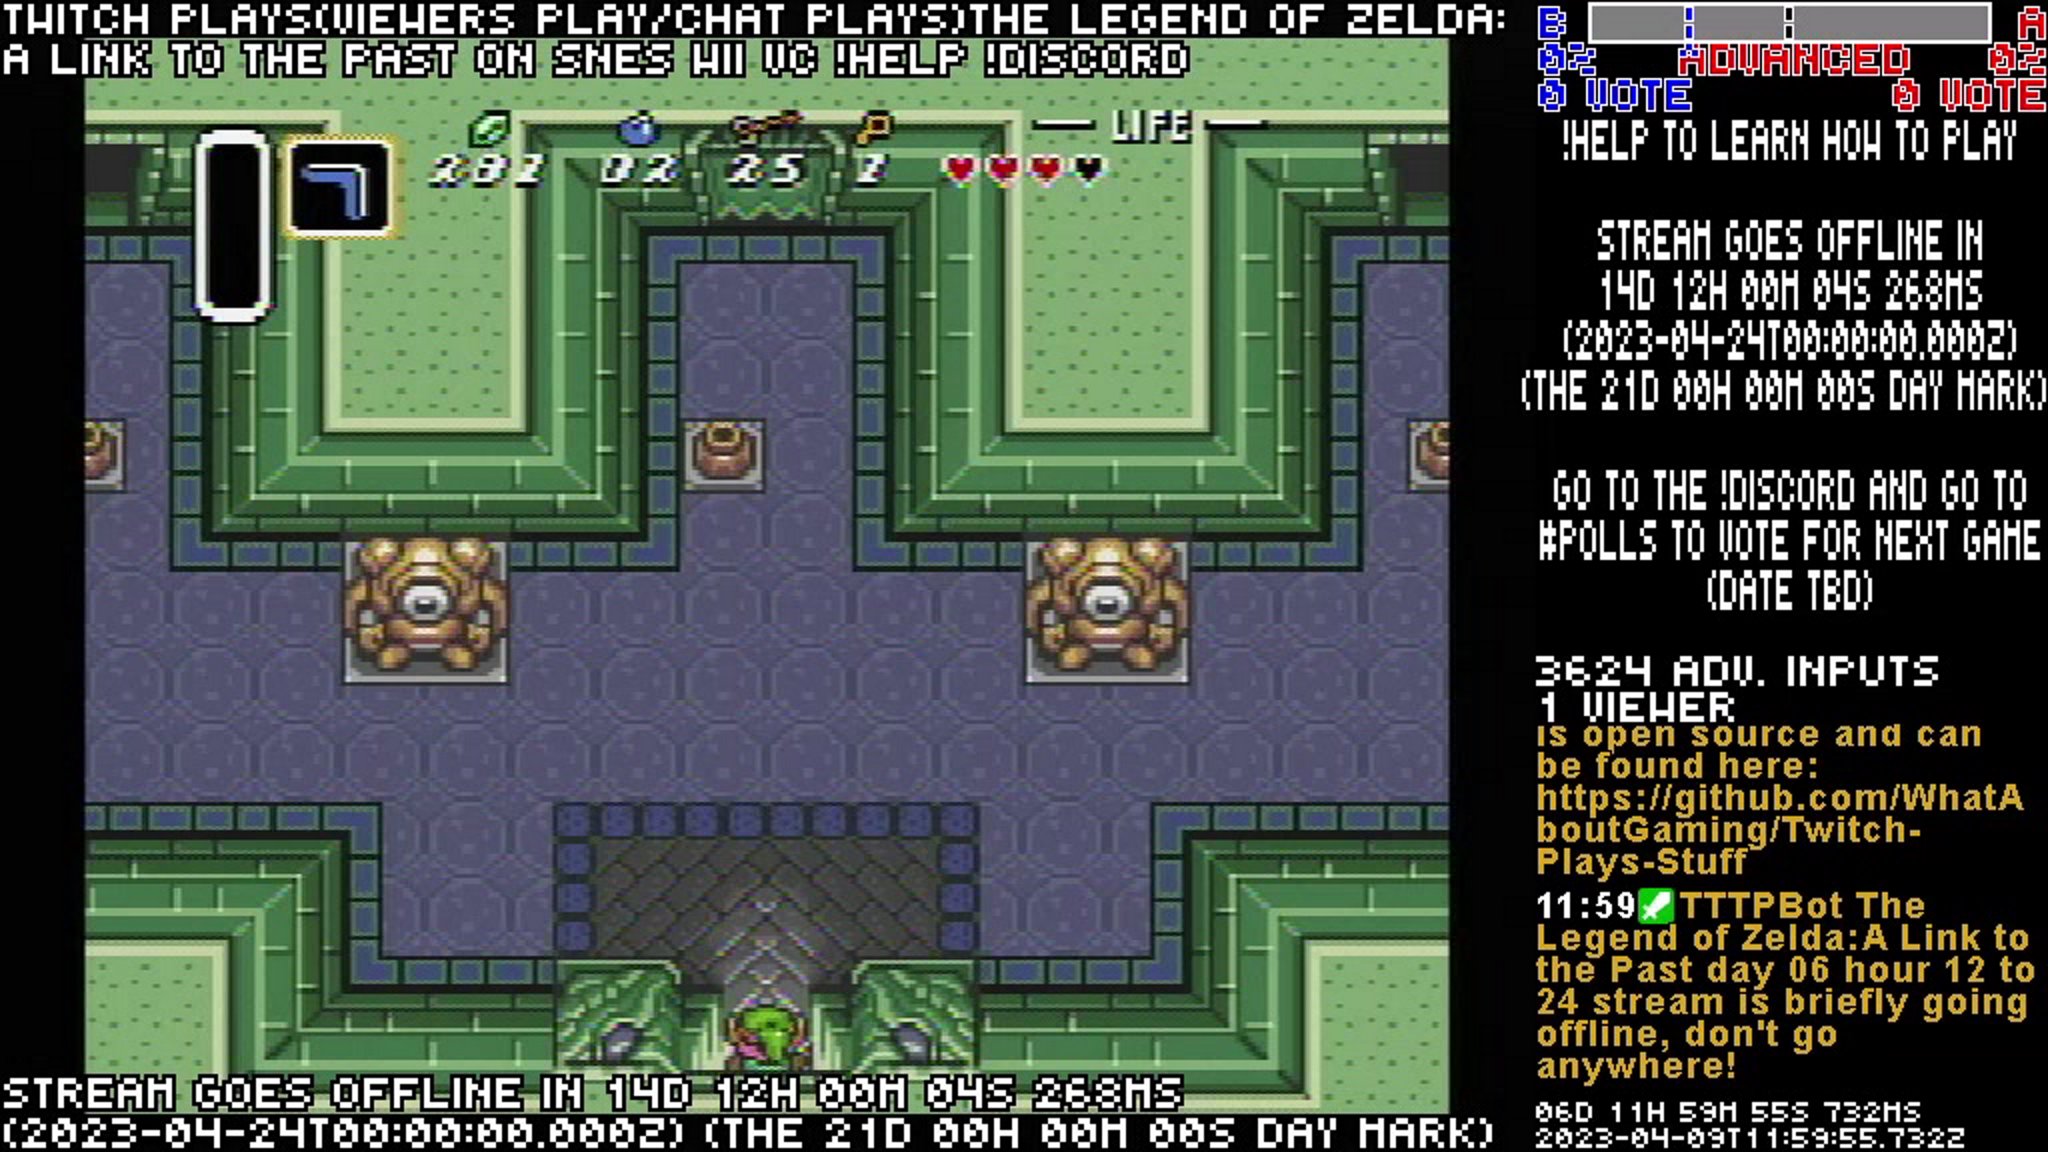 TWITCH PLAYS(VIEWERS PLAY/CHAT PLAYS)THE LEGEND OF ZELDA:
A LINK TO THE PAST ON SNES WII VC !HELP !DISCORD
B A
0% ADVANCED 0%
0 VOTE 0 VOTE
!HELP TO LEARN HOW TO PLAY
LIFE
281 02 25 1
STREAM GOES OFFLINE IN
14D 12H 00M 04S 268MS
(2023-04-24T00:00:00.000Z)
(THE 21D 00H 00M 00S DAY MARK)
GO TO THE !DISCORD AND GO TO
#POLLS TO VOTE FOR NEXT GAME
(DATE TBD)
3624 ADV. INPUTS
1 VIEWER
is open source and can
be found here:
https://github.com/WhatA
boutGaming/Twitch-
Plays-Stuff
11:59 TTTPBot The
Legend of Zelda:A Link to
the Past day 06 hour 12 to
24 stream is briefly going
offline, don't go
anywhere!
STREAM GOES OFFLINE IN 14D 12H 00M 04S 268MS
(2023-04-24T00:00:00.000Z) (THE 21D 00H 00M 00S DAY MARK)
06D 11H 59M 55S 732MS
2023-04-09T11:59:55.732Z